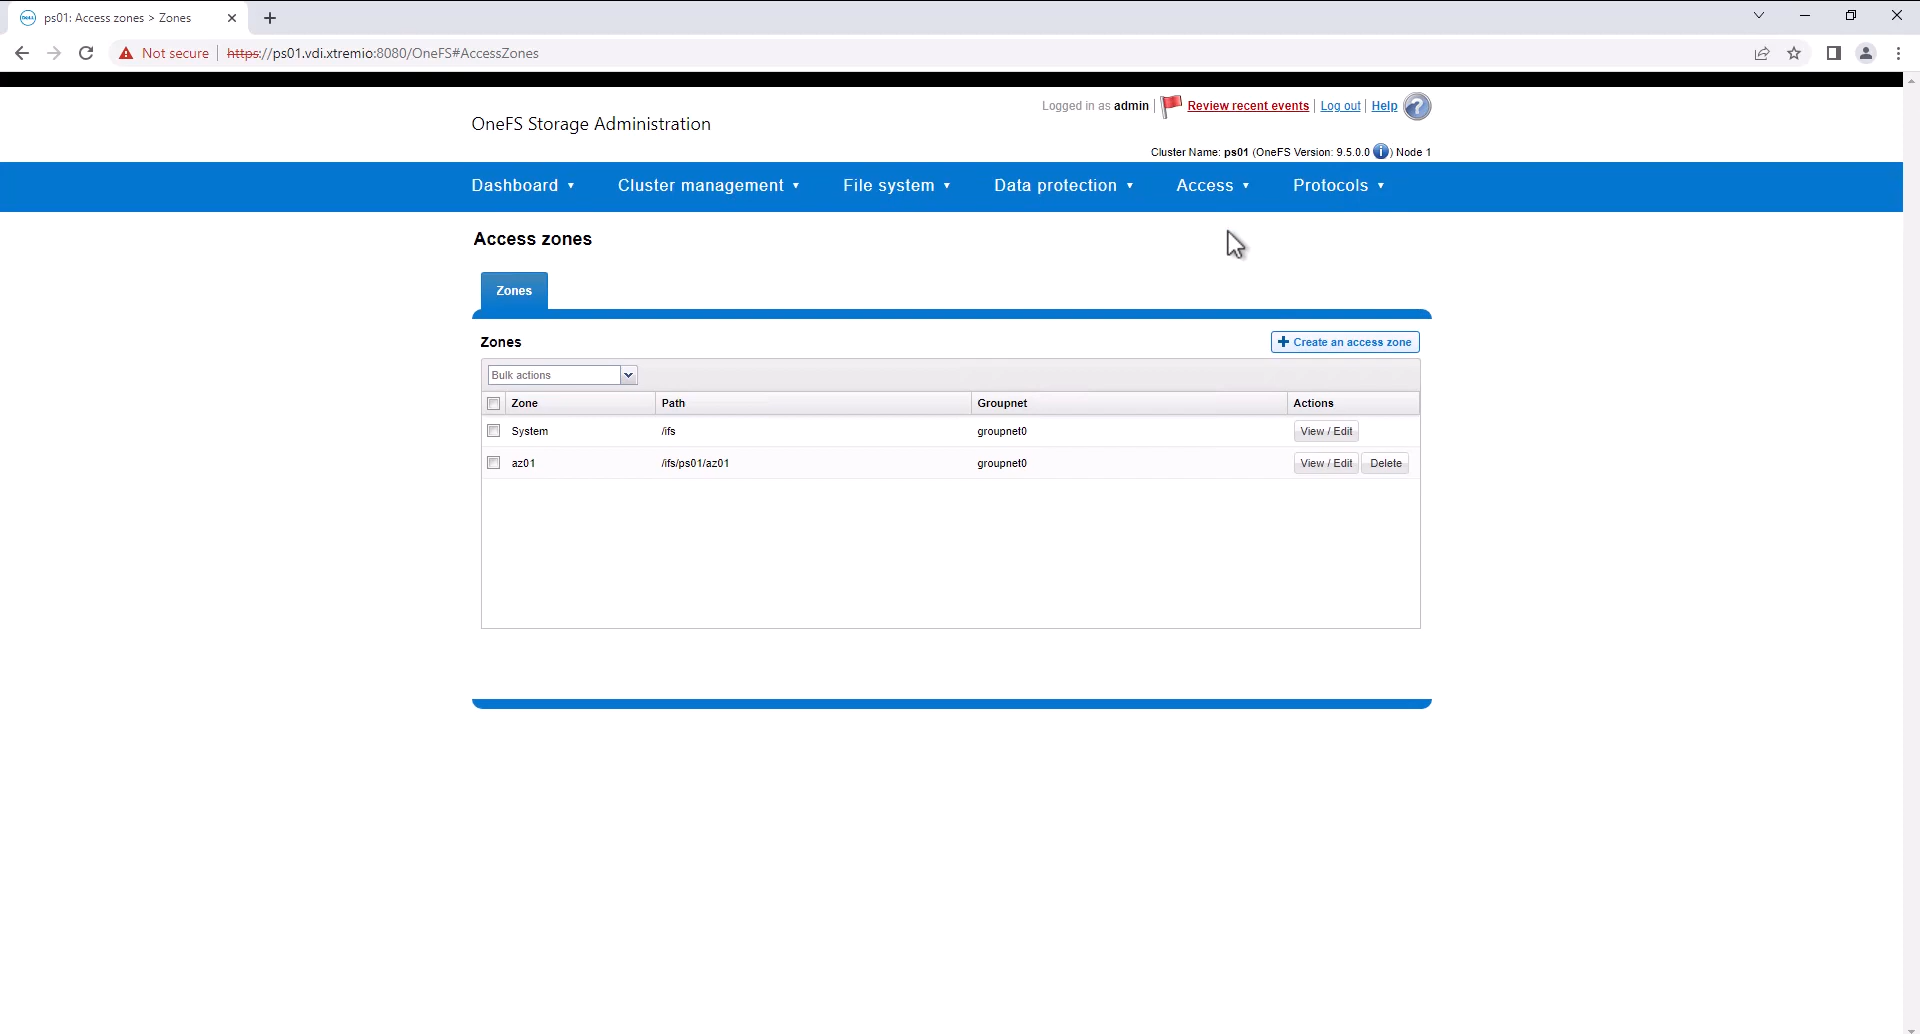 ps01: Access zones > Zones
Not secure | https://ps01.vdi.xtremio:8080/OneFS#AccessZones
Logged in as admin | Review recent events | Log out | Help
OneFS Storage Administration
Cluster Name: ps01 (OneFS Version: 9.5.0.0 ) Node 1
Dashboard Cluster management File system Data protection Access Protocols
Access zones
Zones
Zones
Create an access zone
Bulk actions
Zone Path Groupnet Actions
System /ifs groupnet0 View / Edit
az01 /ifs/ps01/az01 groupnet0 View / Edit Delete